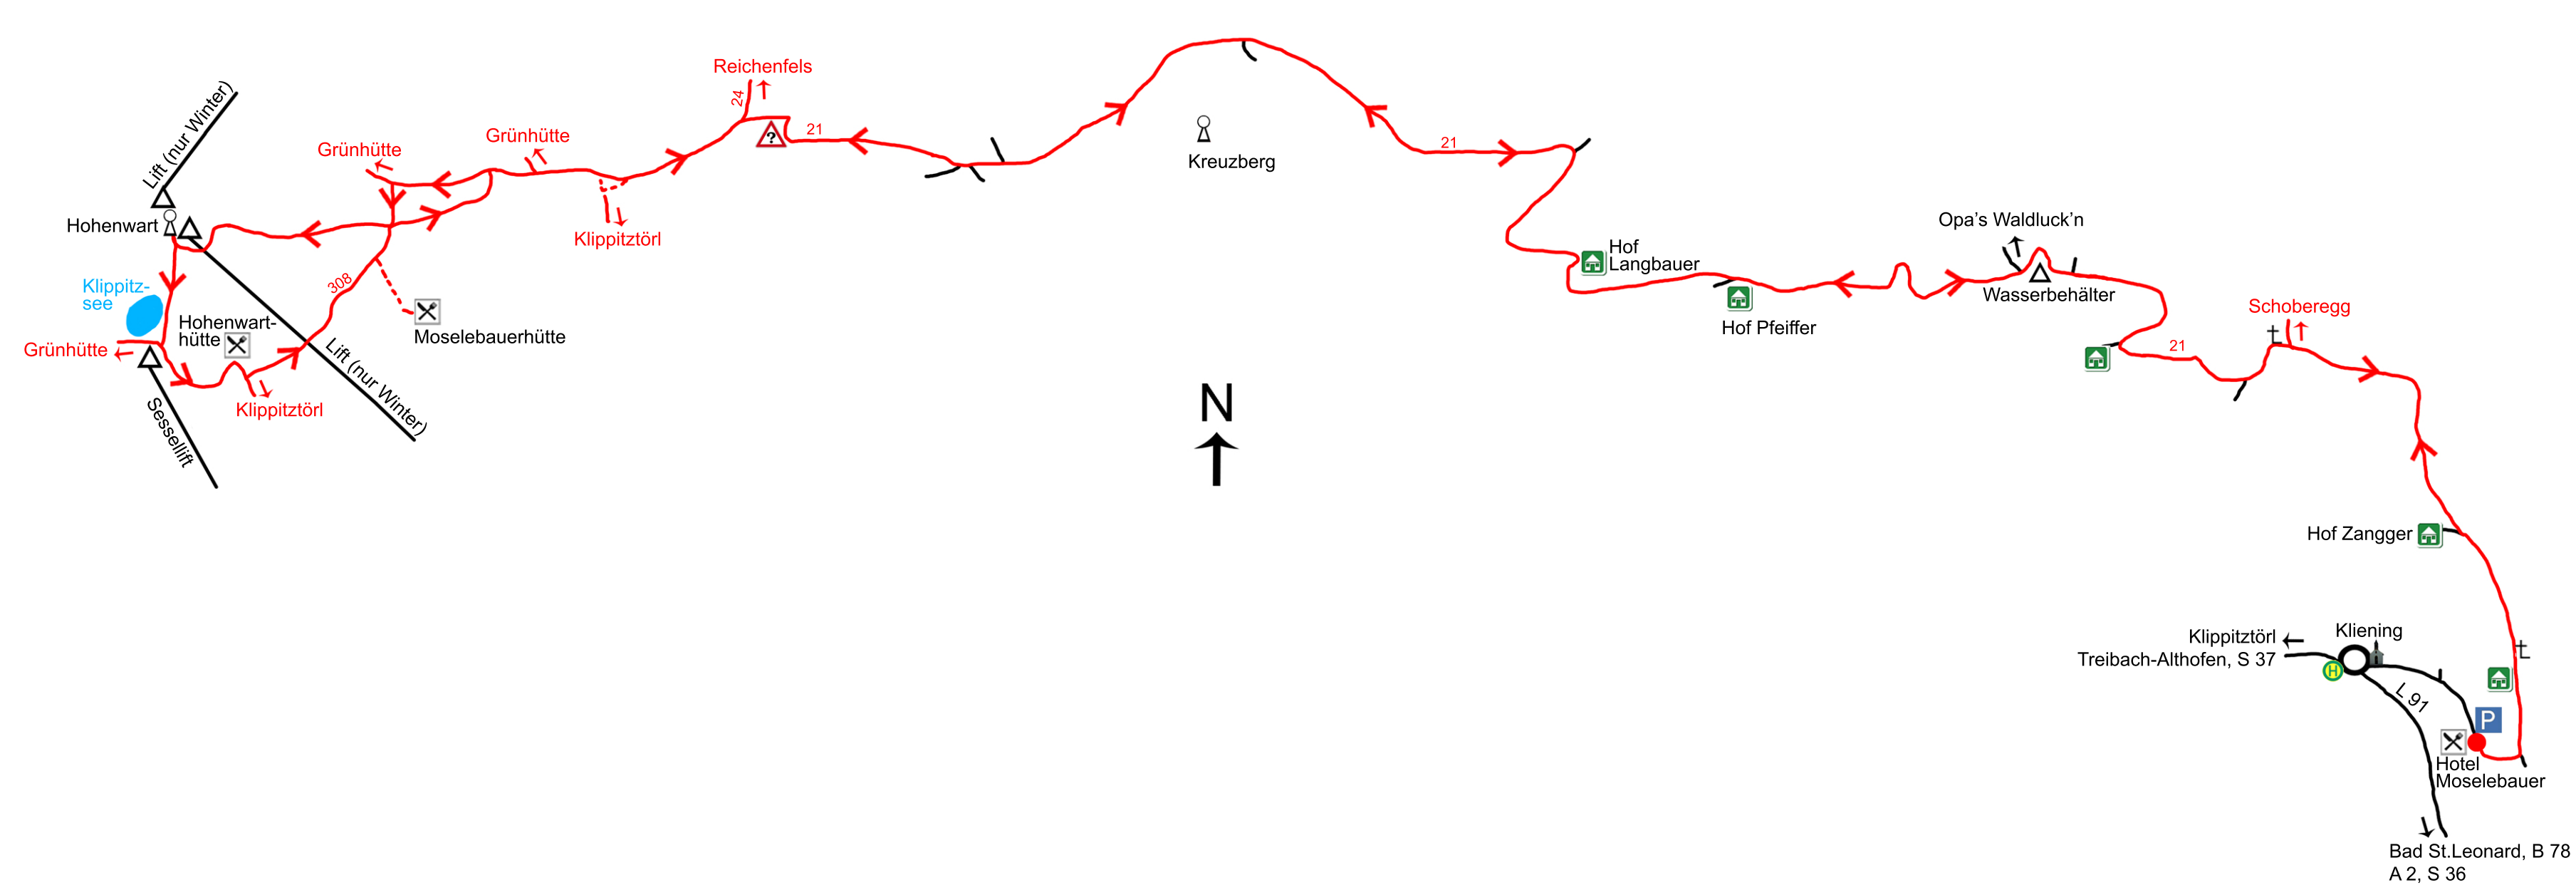 Reichenfels
24
?
21
Grünhütte
Grünhütte
Lift (nur Winter)
Hohenwart
Klippitztörl
Kreuzberg
21
Hof
Langbauer
Hof Pfeiffer
Opa's Waldluck'n
Wasserbehälter
Klippitz-
see
308
Hohenwart-
hütte
Moselebauerhütte
Grünhütte
Lift (nur Winter)
Klippitztörl
Sessellift
N
21
Schoberegg
Hof Zangger
Klippitztörl
Treibach-Althofen, S 37
Kliening
H
L 91
P
Hotel
Moselebauer
Bad St.Leonard, B 78
A 2, S 36